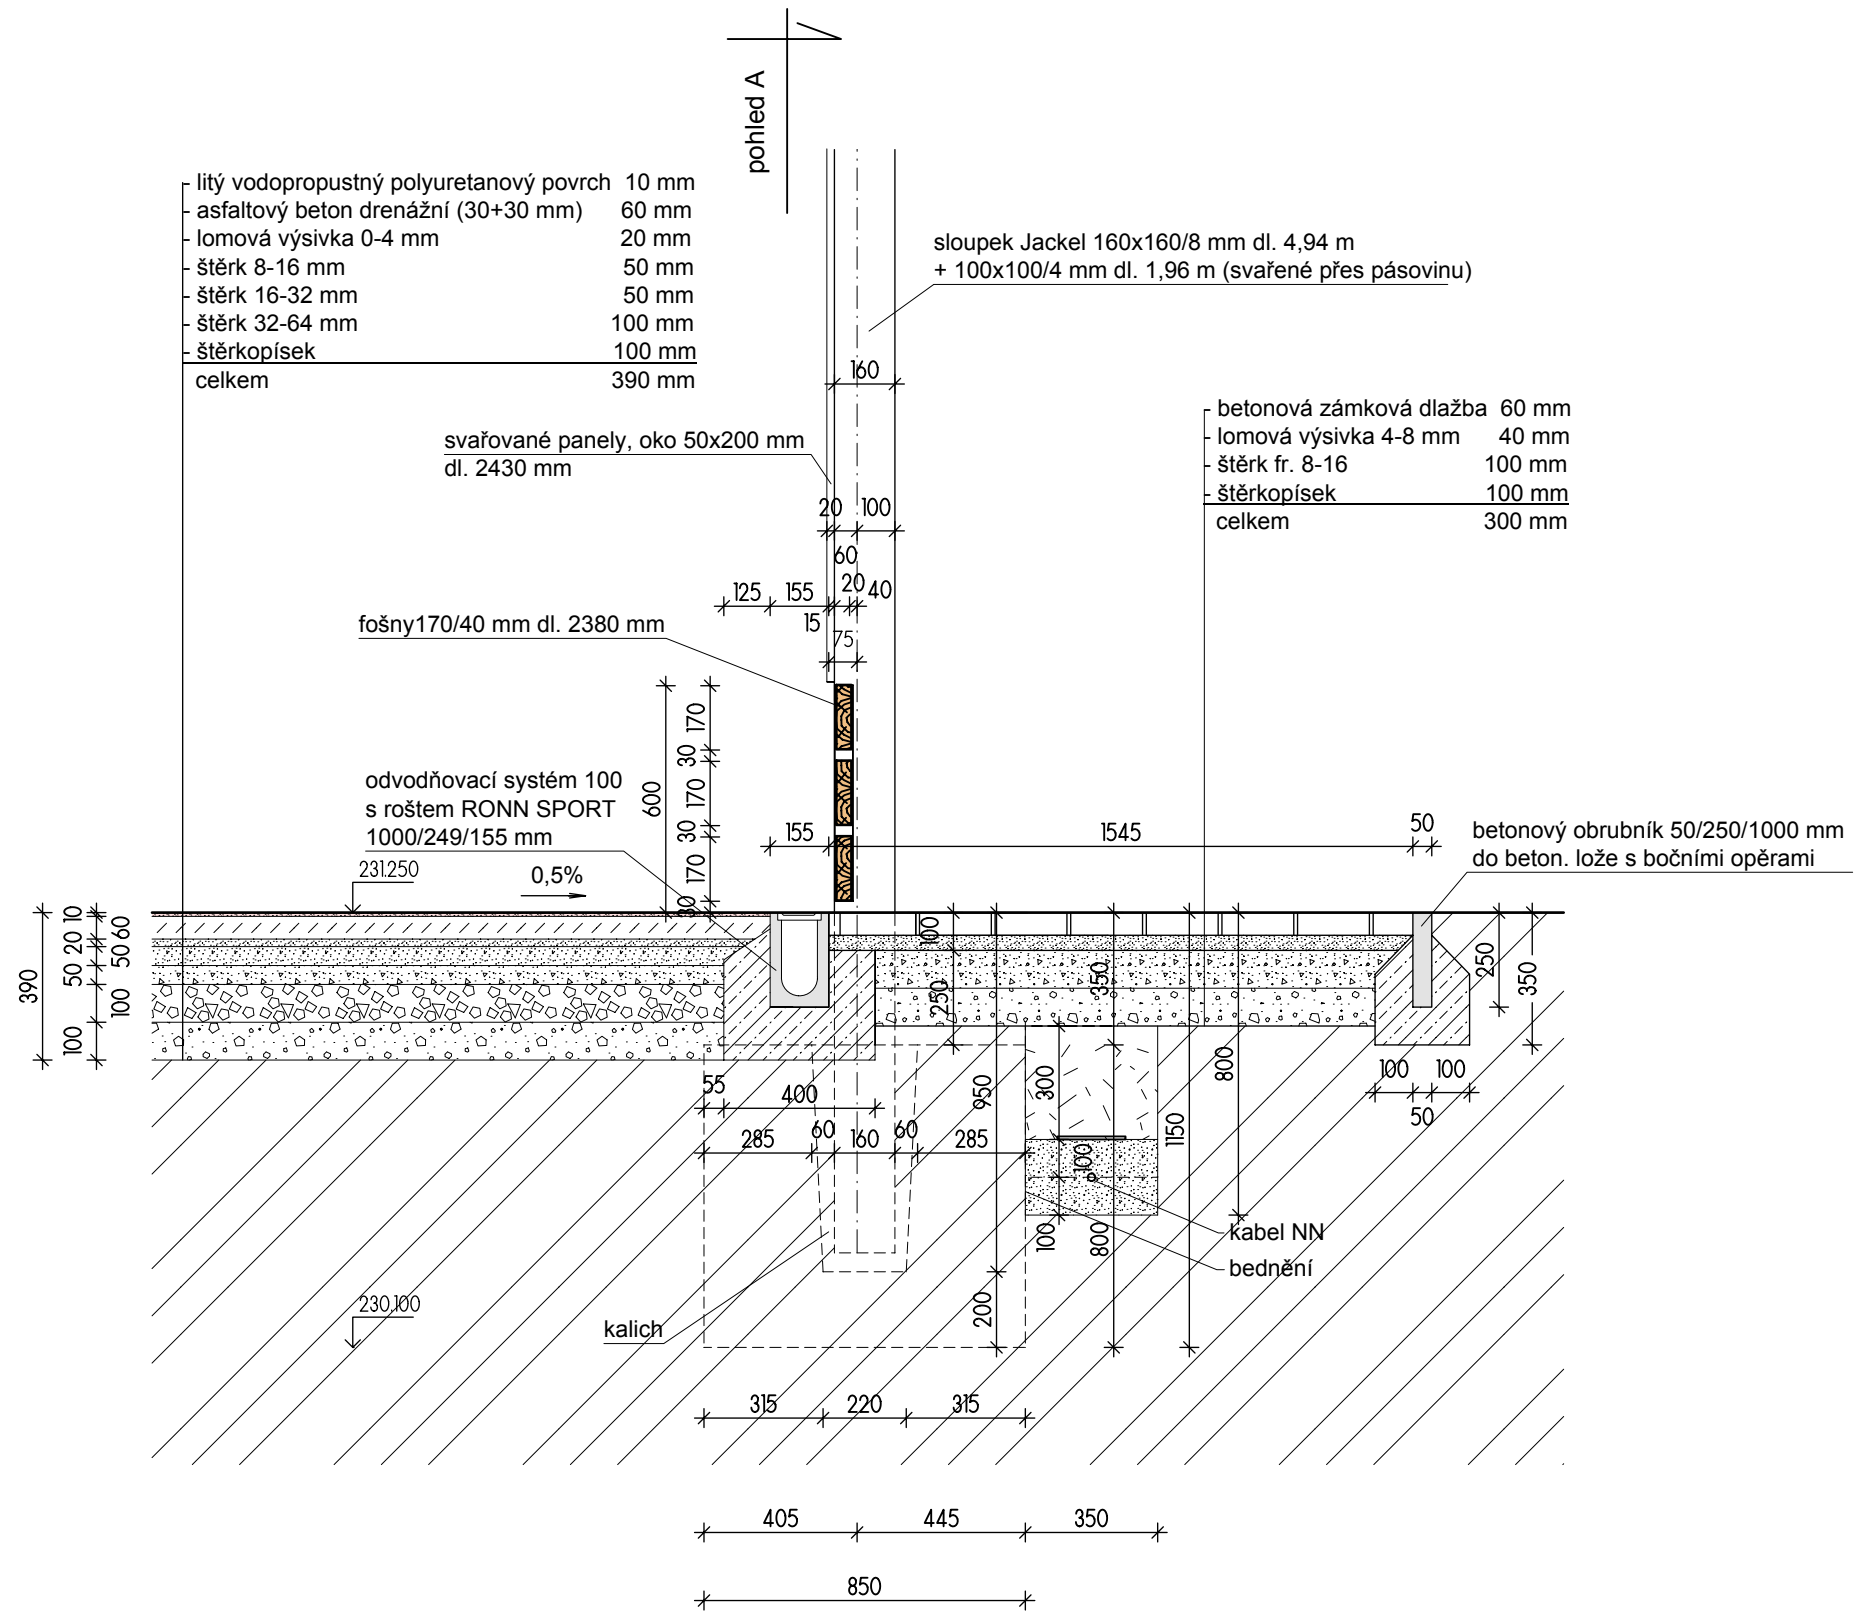 pohled A
litý vodopropustný polyuretanový povrch 10 mm
asfaltový beton drenážní (30+30 mm) 60 mm
lomová výsivka 0-4 mm 20 mm
štěrk 8-16 mm 50 mm
štěrk 16-32 mm 50 mm
štěrk 32-64 mm 100 mm
štěrkopísek 100 mm
celkem 390 mm
sloupek Jackel 160x160/8 mm dl. 4,94 m
+ 100x100/4 mm dl. 1,96 m (svařené přes pásovinu)
160
betonová zámková dlažba 60 mm
lomová výsivka 4-8 mm 40 mm
štěrk fr. 8-16 100 mm
štěrkopísek 100 mm
celkem 300 mm
svařované panely, oko 50x200 mm
dl. 2430 mm
20 100
60
125 155 20 40
15
75
fošny170/40 mm dl. 2380 mm
600
170
30
170
30
170
30
odvodňovací systém 100
s roštem RONN SPORT
1000/249/155 mm
155 1545 50
betonový obrubník 50/250/1000 mm
do beton. lože s bočními opěrami
231.250
0,5%
390
10
60
20
50
50
100
100
100
250
350
250
350
55 400
285 60 160 60 285
950
300
100
100
800
1150
800
200
100 100
50
kabel NN
bednění
230,100
kalich
315 220 315
405 445 350
850